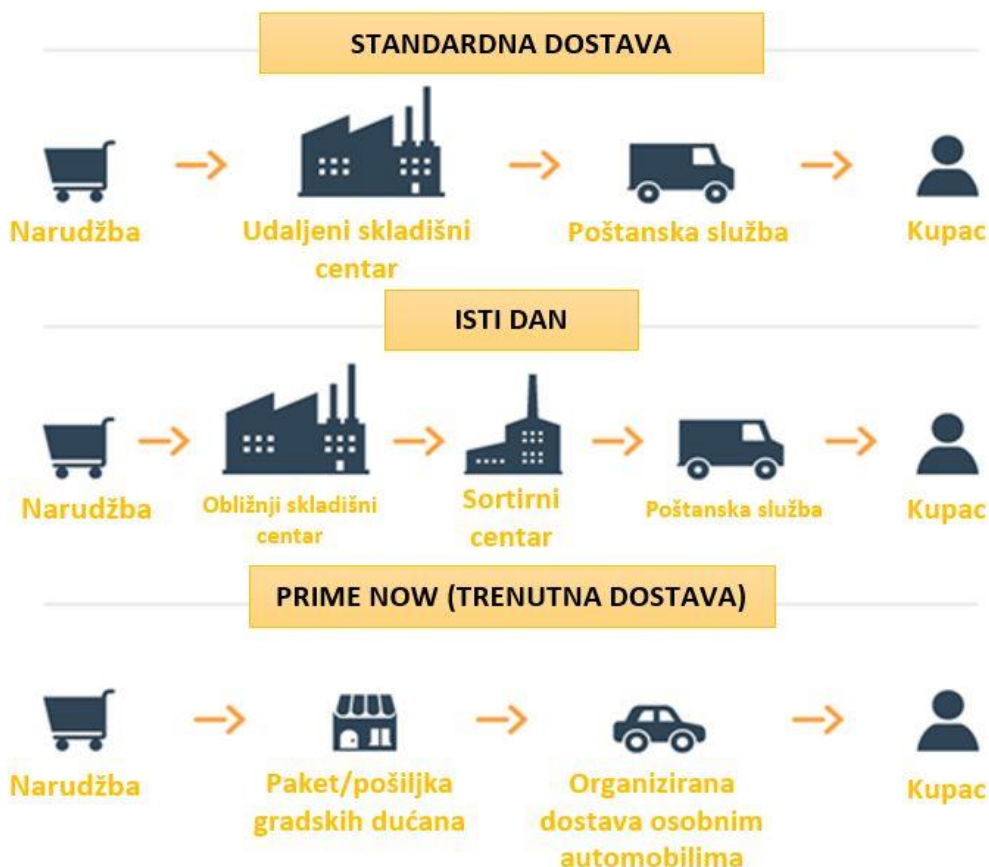 STANDARDNA DOSTAVA
Narudžba
Udaljeni skladišni
centar
Poštanska služba
Kupac
ISTI DAN
Narudžba
Obližnji skladišni
centar
Sortirni
centar
Poštanska služba
Kupac
PRIME NOW (TRENUTNA DOSTAVA)
Narudžba
Paket/pošiljka
gradskih dućana
Organizirana
dostava osobnim
automobilima
Kupac